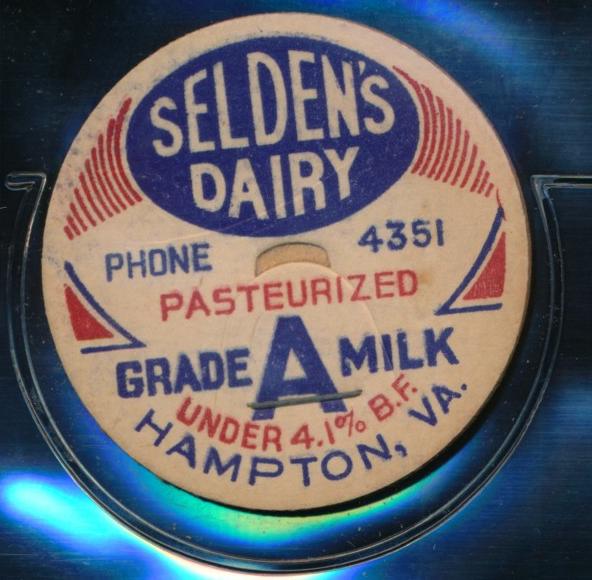 SELDEN'S
DAIRY
PHONE 4351
PASTEURIZED
GRADE A MILK
UNDER 4.1% B.F.
HAMPTON, VA.